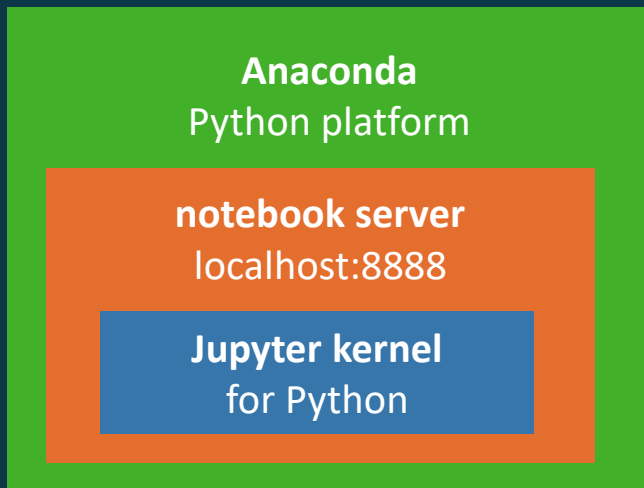 Anaconda
Python platform
notebook server
localhost:8888
Jupyter kernel
for Python